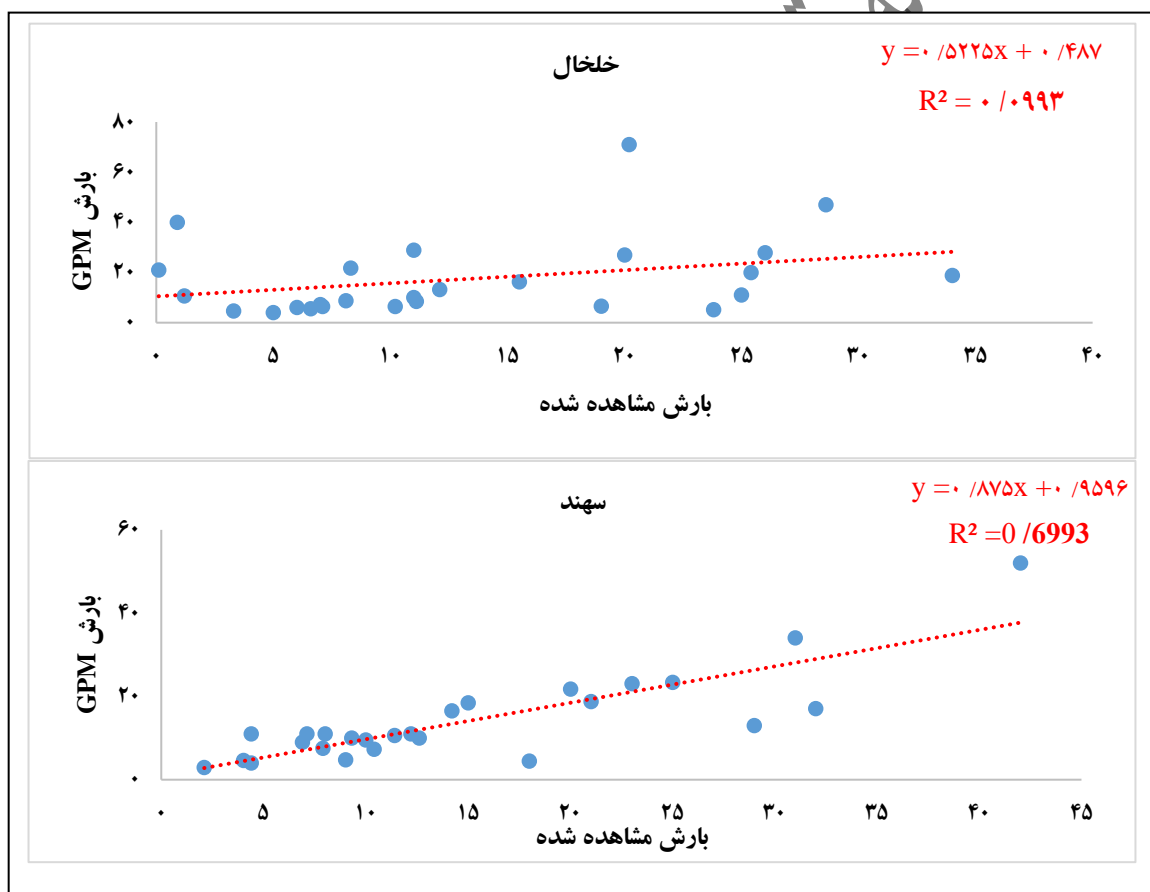 خلخال
y =۰/۵۲۲۵x + ۰/۴۸۷
R² = ۰/۰۹۹۳
بارش GPM
۸۰
۶۰
۴۰
۲۰
۰
۰ ۵ ۱۰ ۱۵ ۲۰ ۲۵ ۳۰ ۳۵ ۴۰
بارش مشاهده شده
سهند
y =۰/۸۷۵x +۰/۹۵۹۶
R² =0/6993
بارش GPM
۶۰
۴۰
۲۰
۰
۰ ۵ ۱۰ ۱۵ ۲۰ ۲۵ ۳۰ ۳۵ ۴۰ ۴۵
بارش مشاهده شده